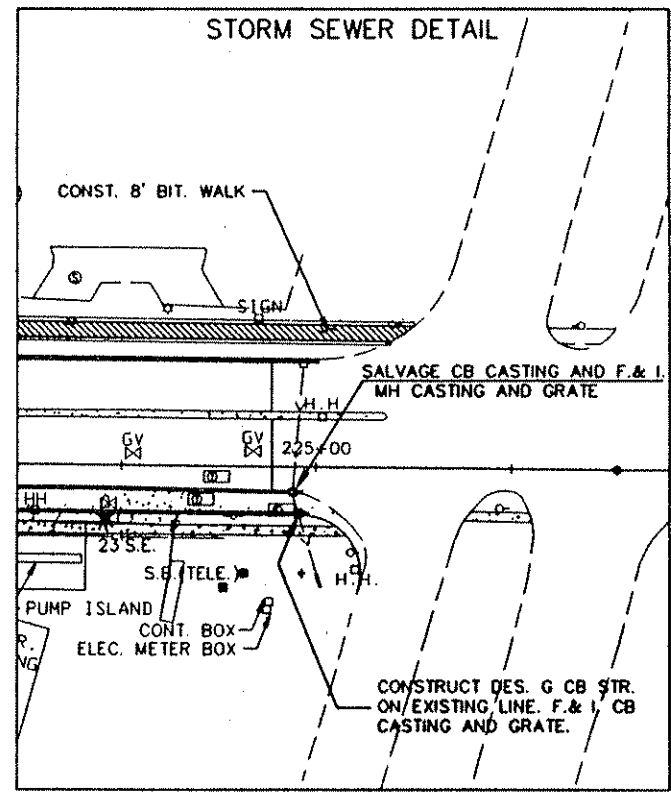 STORM SEWER DETAIL
CONST. 8' BIT. WALK
S
SIGN
SALVAGE CB CASTING AND F.& I.
MH CASTING AND GRATE
H.H
GV
GV
225+00
HH
23 S.E.
S.B.(TELE.)
H.H.
PUMP ISLAND
CONT. BOX
R.
NG
ELEC. METER BOX
CONSTRUCT DES. G CB STR.
ON EXISTING LINE. F.& I. CB
CASTING AND GRATE.